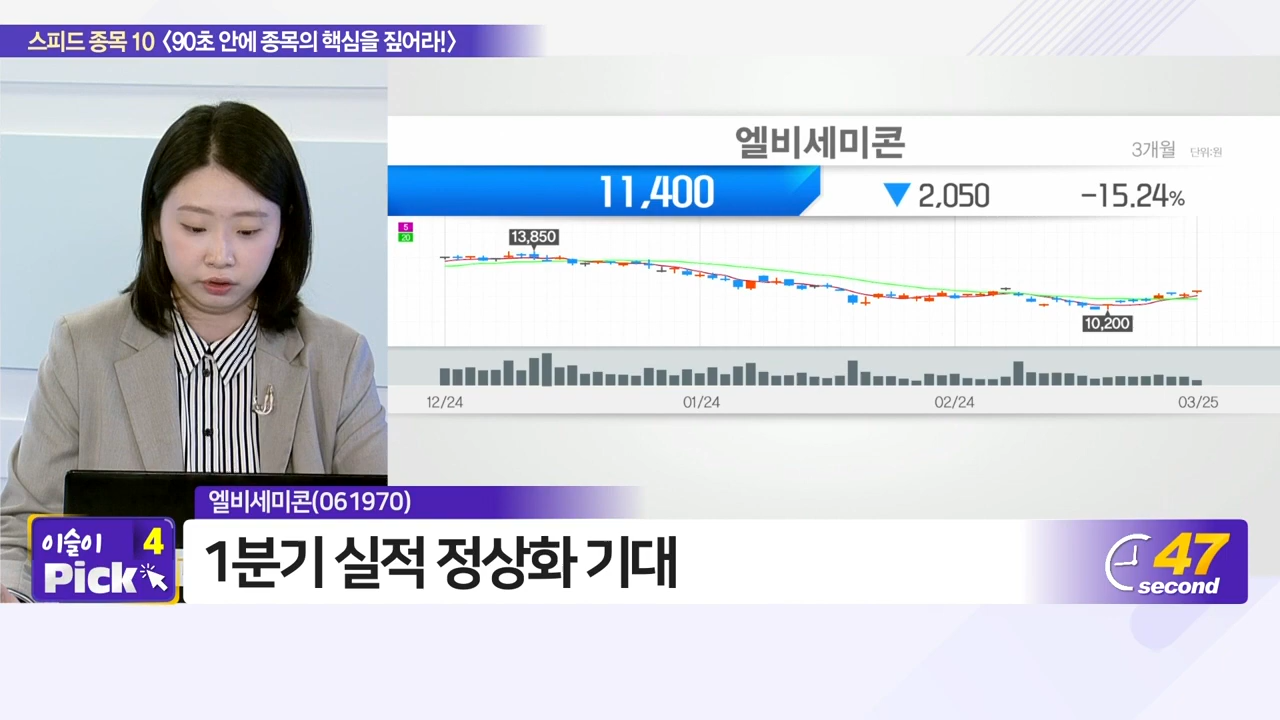 스피드 종목 10 <90초 안에 종목의 핵심을 짚어라!>
엘비세미콘
3개월 단위:원
11,400 ▼ 2,050 -15.24%
5
20
13,850
10,200
12/24 01/24 02/24 03/25
엘비세미콘(061970)
이슬이 4
Pick
1분기 실적 정상화 기대
47
second